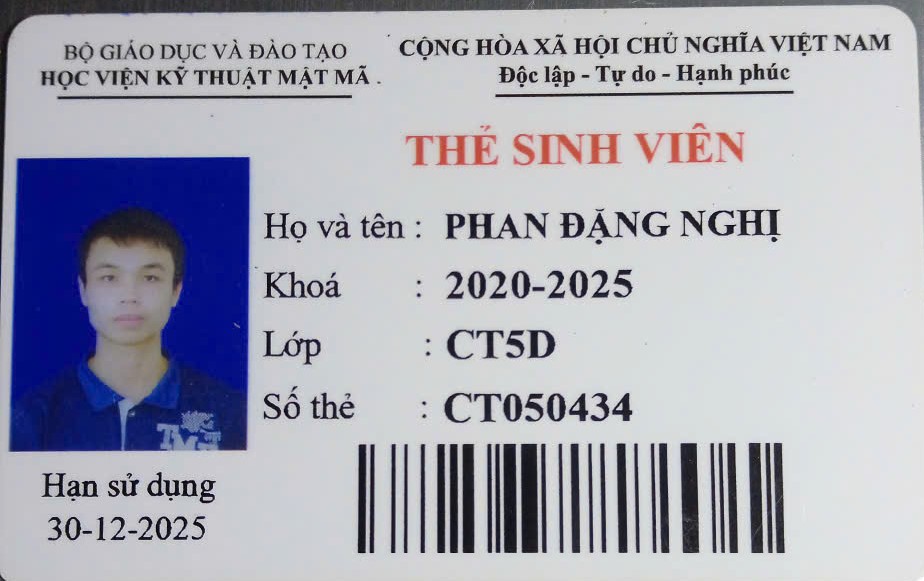 BỘ GIÁO DỤC VÀ ĐÀO TẠO
HỌC VIỆN KỸ THUẬT MẬT MÃ
CỘNG HÒA XÃ HỘI CHỦ NGHĨA VIỆT NAM
Độc lập - Tự do - Hạnh phúc
THẺ SINH VIÊN
Họ và tên : PHAN ĐẶNG NGHỊ
Khoá : 2020-2025
Lớp : CT5D
Số thẻ : CT050434
Hạn sử dụng
30-12-2025